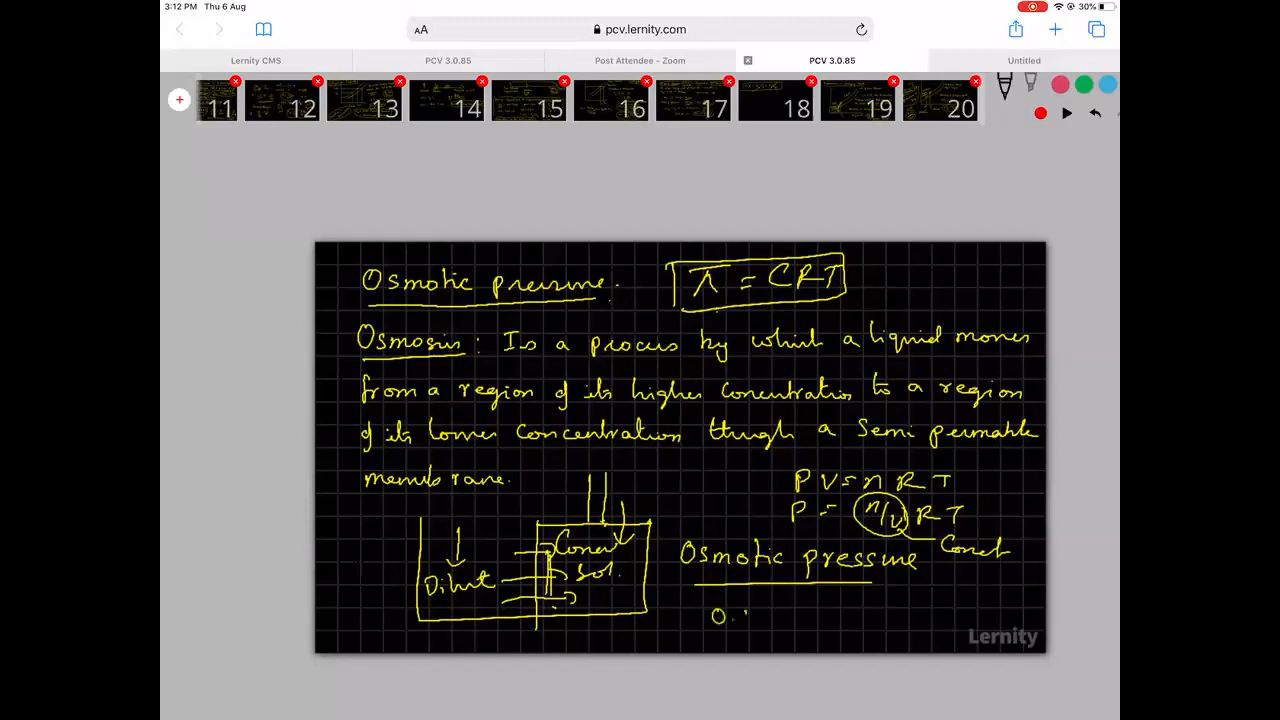 3:12 PM Thu 6 Aug
30%
AA
pcv.lernity.com
Lernity CMS
PCV 3.0.85
Post Attendee - Zoom
PCV 3.0.85
Untitled
11 12 13 14 15 16 17 18 19 20
Osmotic pressure. π = CRT
Osmosis : Is a process by which a liquid moves
from a region of its higher concentration to a region
of its lower concentration through a semi permable
membrane.
PV = nRT
P = n/v RT
Conc
Dilut
Sol.
Osmotic pressure
O.
Lernity